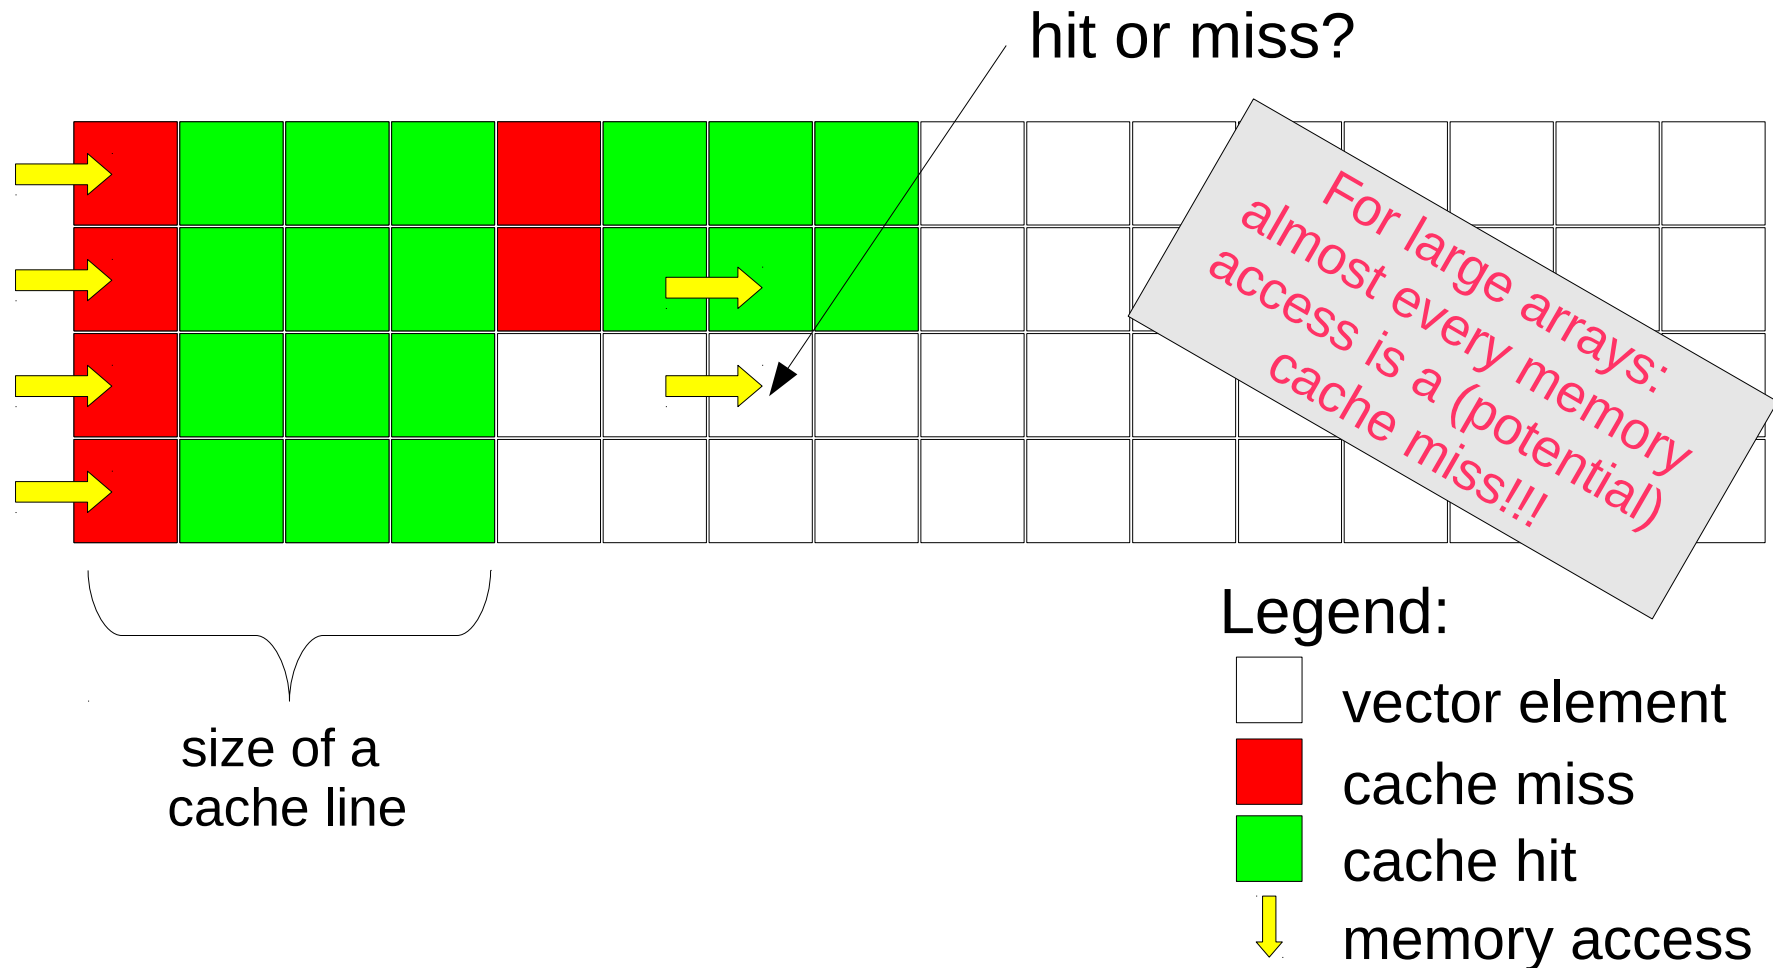 hit or miss?
For large arrays:
almost every memory
access is a (potential)
cache miss!!!
size of a
cache line
Legend:
vector element
cache miss
cache hit
memory access